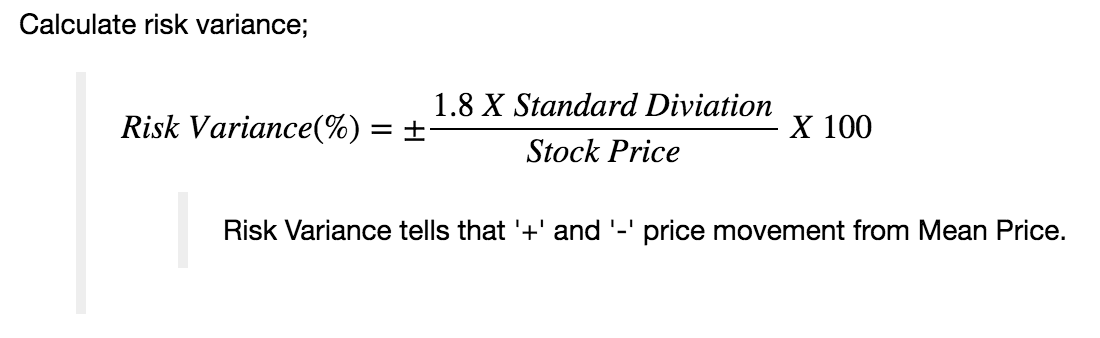 Calculate risk variance;
Risk Variance(%) = ± 1.8 X Standard Diviation / Stock Price X 100
Risk Variance tells that '+' and '-' price movement from Mean Price.